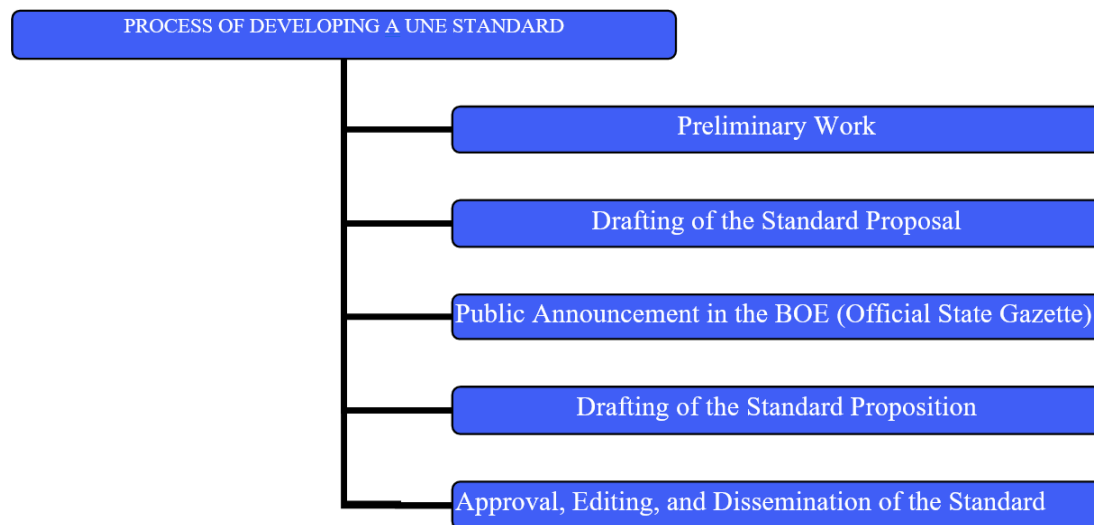 PROCESS OF DEVELOPING A UNE STANDARD
Preliminary Work
Drafting of the Standard Proposal
Public Announcement in the BOE (Official State Gazette)
Drafting of the Standard Proposition
Approval, Editing, and Dissemination of the Standard